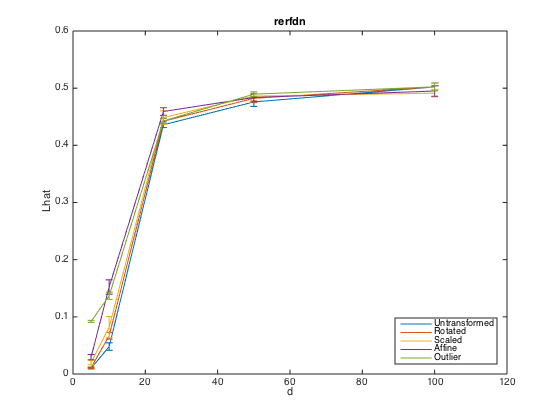 rerfdn
0.6
0.5
0.4
0.3
0.2
0.1
0
Lhat
0 20 40 60 80 100 120
d
Untransformed
Rotated
Scaled
Affine
Outlier